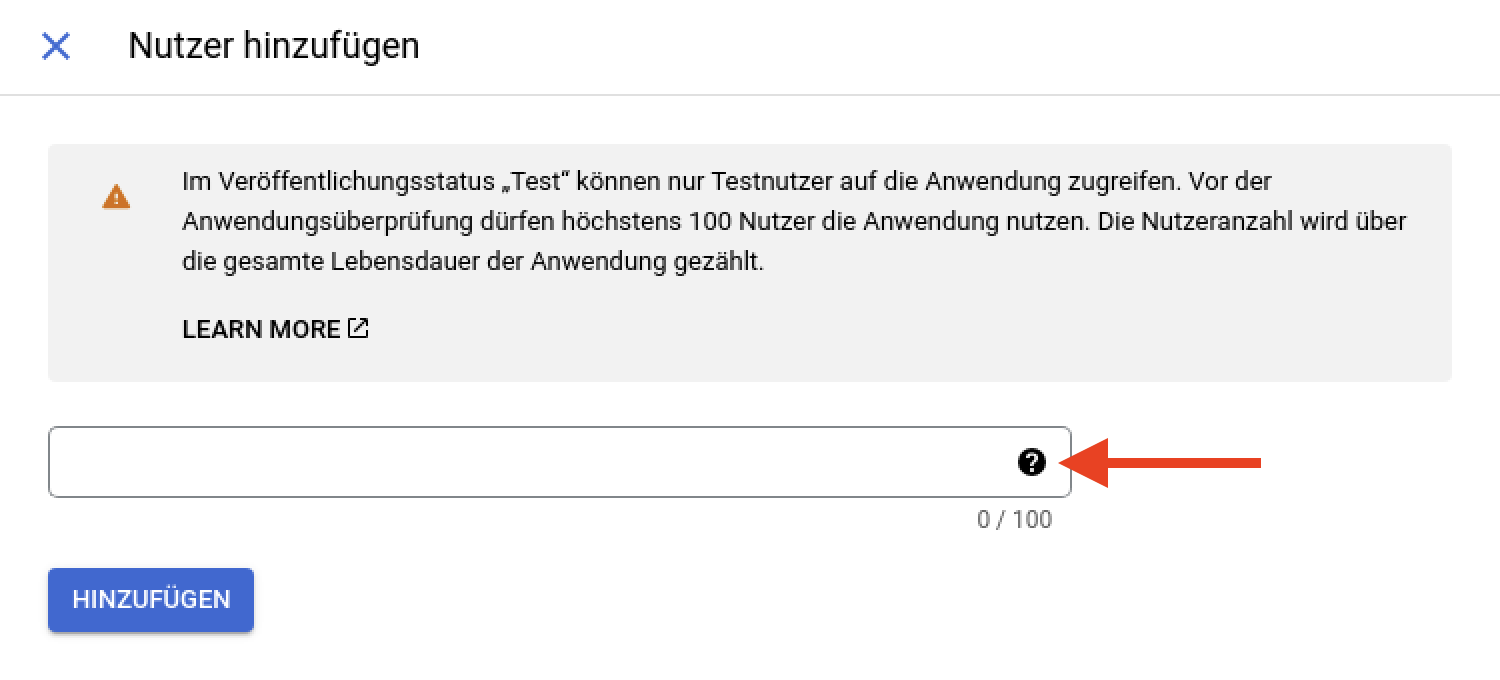 Nutzer hinzufügen
Im Veröffentlichungsstatus „Test“ können nur Testnutzer auf die Anwendung zugreifen. Vor der
Anwendungsüberprüfung dürfen höchstens 100 Nutzer die Anwendung nutzen. Die Nutzeranzahl wird über
die gesamte Lebensdauer der Anwendung gezählt.
LEARN MORE
?
0 / 100
HINZUFÜGEN